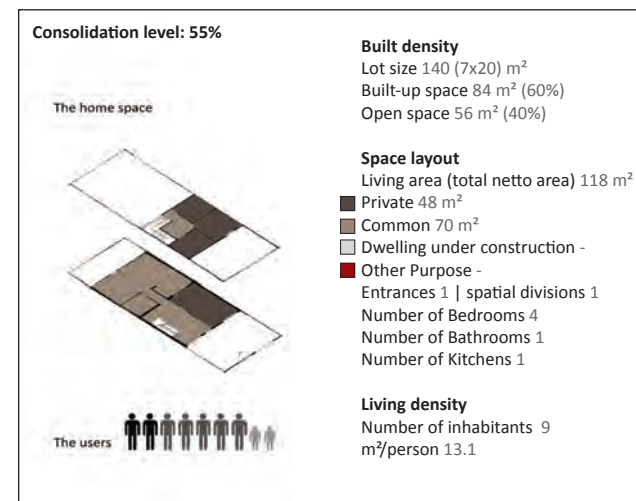 Consolidation level: 55%
The home space
The users
Built density
Lot size 140 (7x20) m²
Built-up space 84 m² (60%)
Open space 56 m² (40%)
Space layout
Living area (total netto area) 118 m²
Private 48 m²
Common 70 m²
Dwelling under construction -
Other Purpose -
Entrances 1 | spatial divisions 1
Number of Bedrooms 4
Number of Bathrooms 1
Number of Kitchens 1
Living density
Number of inhabitants 9
m²/person 13.1